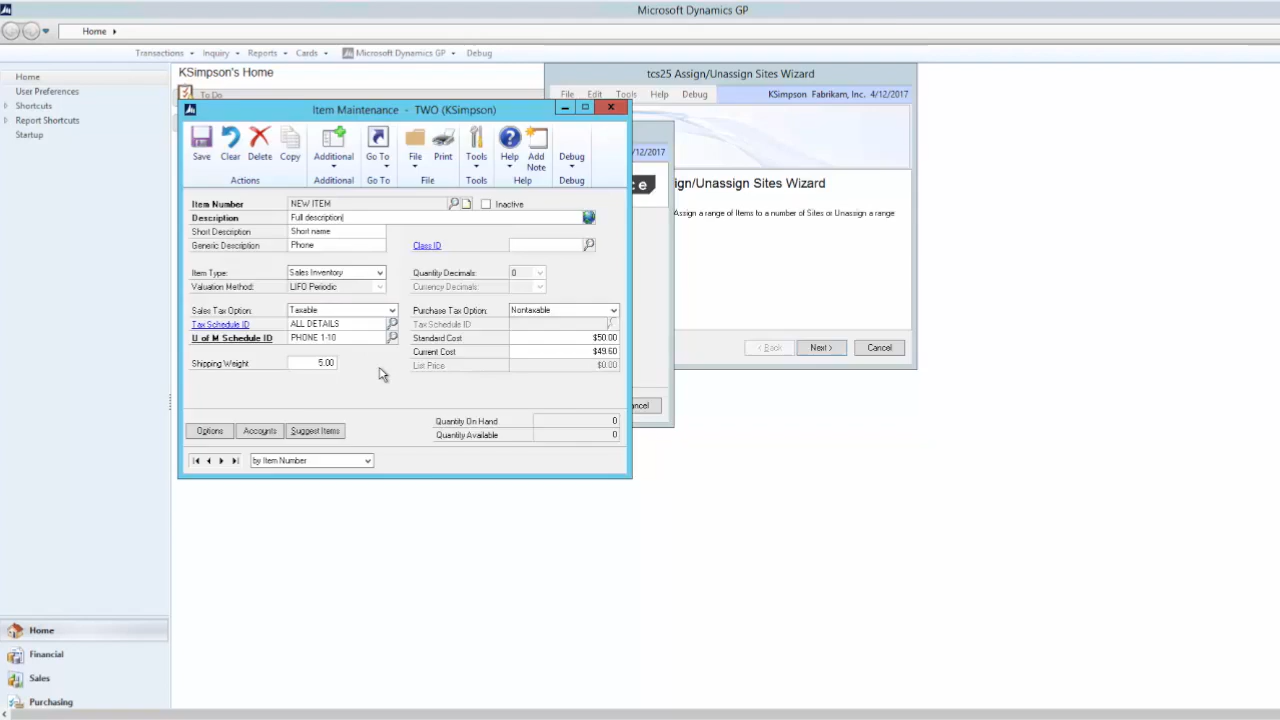 Microsoft Dynamics GP
Home
Transactions Inquiry Reports Cards Microsoft Dynamics GP Debug
Home
User Preferences
Shortcuts
Report Shortcuts
Startup
KSimpson's Home
To Do
tcs25 Assign/Unassign Sites Wizard
File Edit Tools Help Debug KSimpson Fabrikam, Inc. 4/12/2017
/12/2017
ce
ign/Unassign Sites Wizard
Assign a range of Items to a number of Sites or Unassign a range
< Back Next > Cancel
ancel
Item Maintenance - TWO (KSimpson)
Save Clear Delete Copy Additional Go To File Print Tools Help Add Note Debug
Actions Additional Go To File Tools Help Debug
Item Number NEW ITEM Inactive
Description Full description
Short Description Short name
Generic Description Phone Class ID
Item Type: Sales Inventory Quantity Decimals: 0
Valuation Method: LIFO Periodic Currency Decimals:
Sales Tax Option: Taxable Purchase Tax Option: Nontaxable
Tax Schedule ID ALL DETAILS Tax Schedule ID
U of M Schedule ID PHONE 1-10 Standard Cost $50.00
Current Cost $49.60
Shipping Weight 5.00 List Price $0.00
Quantity On Hand 0
Options Accounts Suggest Items Quantity Available 0
by Item Number
Home
Financial
Sales
Purchasing